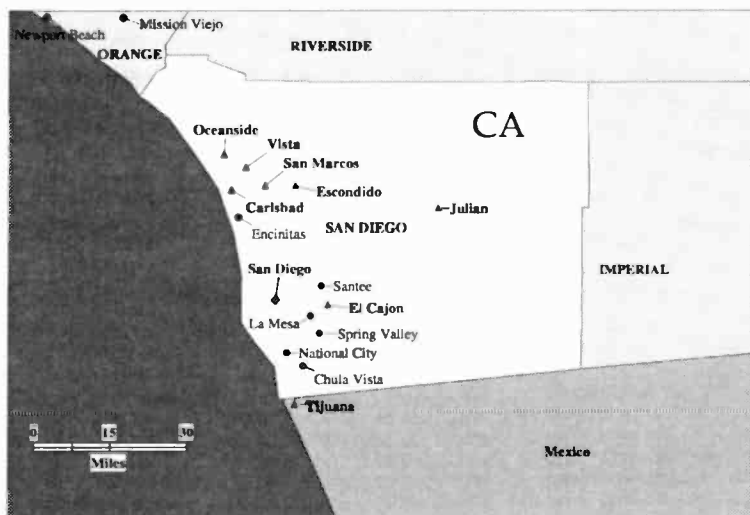 Mission Viejo
Newport Beach
ORANGE
RIVERSIDE
CA
Oceanside
Vista
San Marcos
Escondido
Carlsbad
Julian
Encinitas
SAN DIEGO
San Diego
IMPERIAL
Santee
El Cajon
La Mesa
Spring Valley
National City
Chula Vista
Tijuana
0 15 30
Miles
Mexico